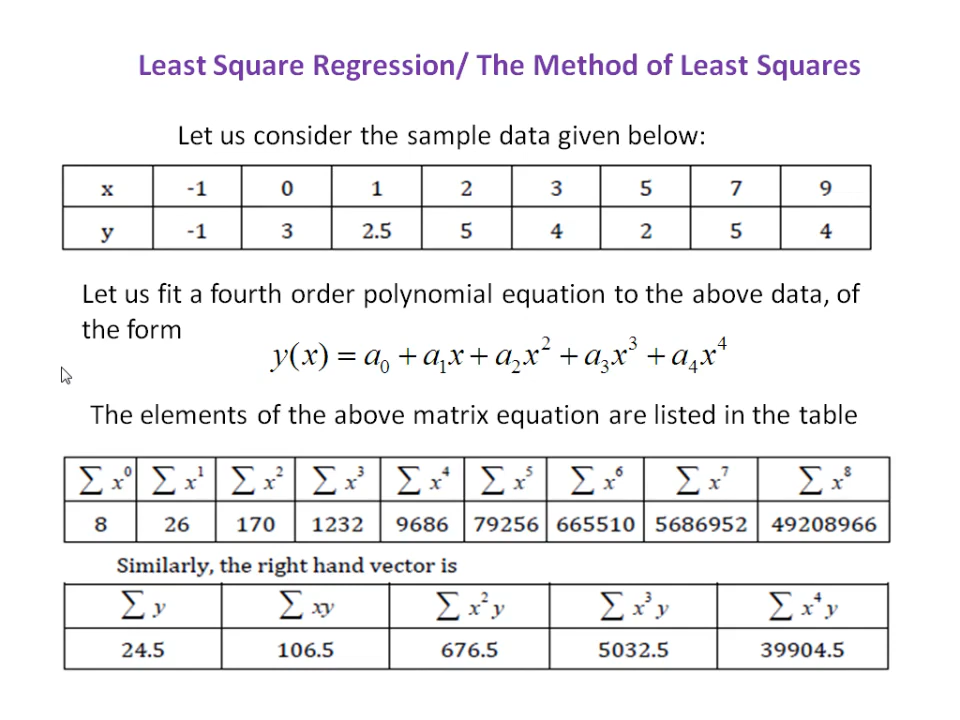 Least Square Regression/ The Method of Least Squares
Let us consider the sample data given below:
x -1 0 1 2 3 5 7 9
y -1 3 2.5 5 4 2 5 4
Let us fit a fourth order polynomial equation to the above data, of
the form
y(x) = a₀ + a₁x + a₂x² + a₃x³ + a₄x⁴
The elements of the above matrix equation are listed in the table
∑x⁰ ∑x¹ ∑x² ∑x³ ∑x⁴ ∑x⁵ ∑x⁶ ∑x⁷ ∑x⁸
8 26 170 1232 9686 79256 665510 5686952 49208966
Similarly, the right hand vector is
∑y ∑xy ∑x²y ∑x³y ∑x⁴y
24.5 106.5 676.5 5032.5 39904.5